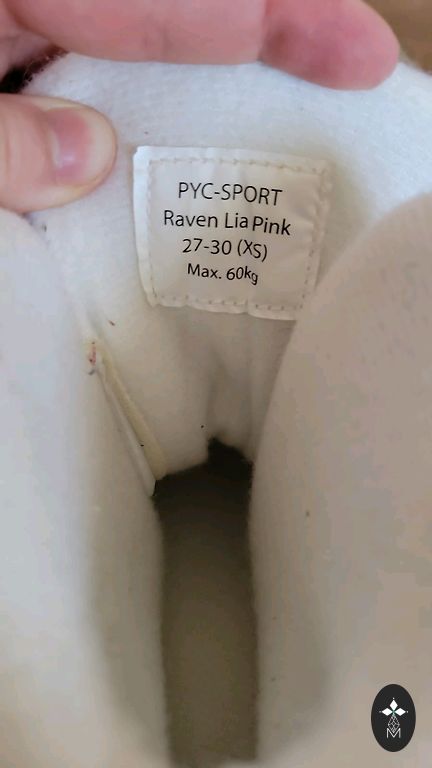 PYC-SPORT
Raven Lia Pink
27-30 (XS)
Max. 60kg